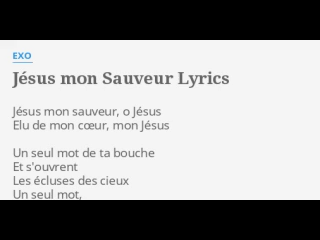 EXO
Jésus mon Sauveur Lyrics
Jésus mon sauveur, o Jésus
Elu de mon cœur, mon Jésus
Un seul mot de ta bouche
Et s'ouvrent
Les écluses des cieux
Un seul mot,